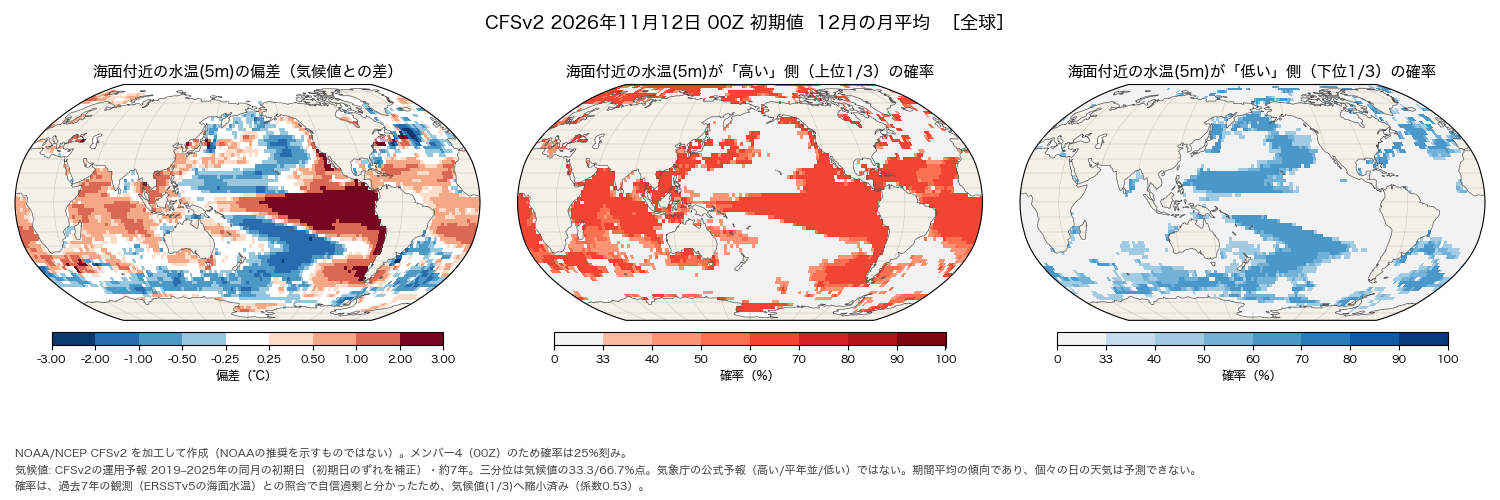 CFSv2 2026年11月12日 00Z 初期値 12月の月平均 ［全球］
海面付近の水温(5m)の偏差（気候値との差）
海面付近の水温(5m)が「高い」側（上位1/3）の確率
海面付近の水温(5m)が「低い」側（下位1/3）の確率
-3.00 -2.00 -1.00 -0.50 -0.25 0.25 0.50 1.00 2.00 3.00
偏差（℃）
0 33 40 50 60 70 80 90 100
確率（%）
0 33 40 50 60 70 80 90 100
確率（%）
NOAA/NCEP CFSv2 を加工して作成（NOAAの推奨を示すものではない）。メンバー4（00Z）のため確率は25%刻み。
気候値: CFSv2の運用予報 2019–2025年の同月の初期日（初期日のずれを補正）・約7年。三分位は気候値の33.3/66.7%点。気象庁の公式予報（高い/平年並/低い）ではない。期間平均の傾向であり、個々の日の天気は予測できない。
確率は、過去7年の観測（ERSSTv5の海面水温）との照合で自信過剰と分かったため、気候値(1/3)へ縮小済み（係数0.53）。